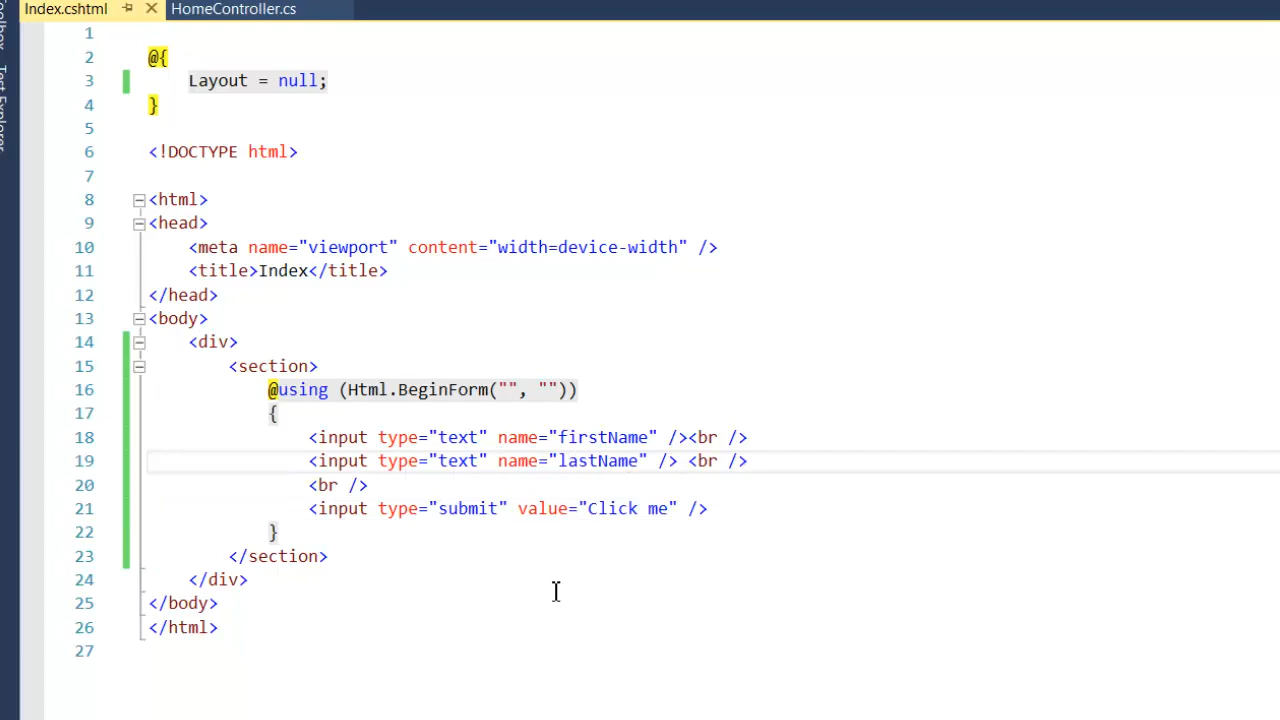 Index.cshtml HomeController.cs
Toolbox Test Explorer
1
2 @{
3 Layout = null;
4 }
5
6 <!DOCTYPE html>
7
8 <html>
9 <head>
10 <meta name="viewport" content="width=device-width" />
11 <title>Index</title>
12 </head>
13 <body>
14 <div>
15 <section>
16 @using (Html.BeginForm("", ""))
17 {
18 <input type="text" name="firstName" /><br />
19 <input type="text" name="lastName" /> <br />
20 <br />
21 <input type="submit" value="Click me" />
22 }
23 </section>
24 </div>
25 </body>
26 </html>
27